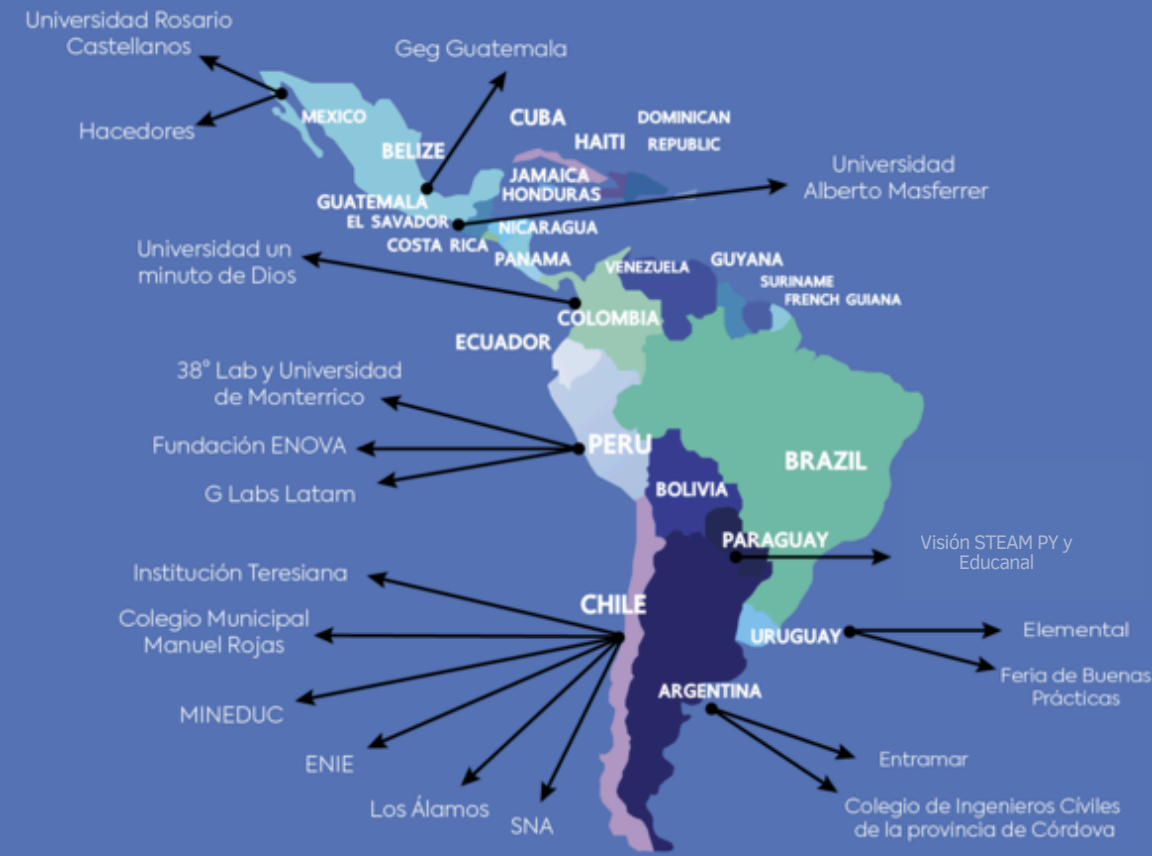 Universidad Rosario
Castellanos
Hacedores
Geg Guatemala
MEXICO
BELIZE
CUBA
HAITI
DOMINICAN
REPUBLIC
JAMAICA
HONDURAS
GUATEMALA
EL SAVADOR
NICARAGUA
COSTA RICA
PANAMA
Universidad
Alberto Masferrer
Universidad un
minuto de Dios
VENEZUELA
GUYANA
SURINAME
FRENCH GUIANA
COLOMBIA
ECUADOR
38° Lab y Universidad
de Monterrico
Fundación ENOVA
G Labs Latam
PERU
BRAZIL
BOLIVIA
PARAGUAY
Visión STEAM PY y
Educanal
Institución Teresiana
Colegio Municipal
Manuel Rojas
MINEDUC
ENIE
Los Álamos
SNA
CHILE
URUGUAY
Elemental
Feria de Buenas
Prácticas
ARGENTINA
Entramar
Colegio de Ingenieros Cíviles
de la provincia de Córdova